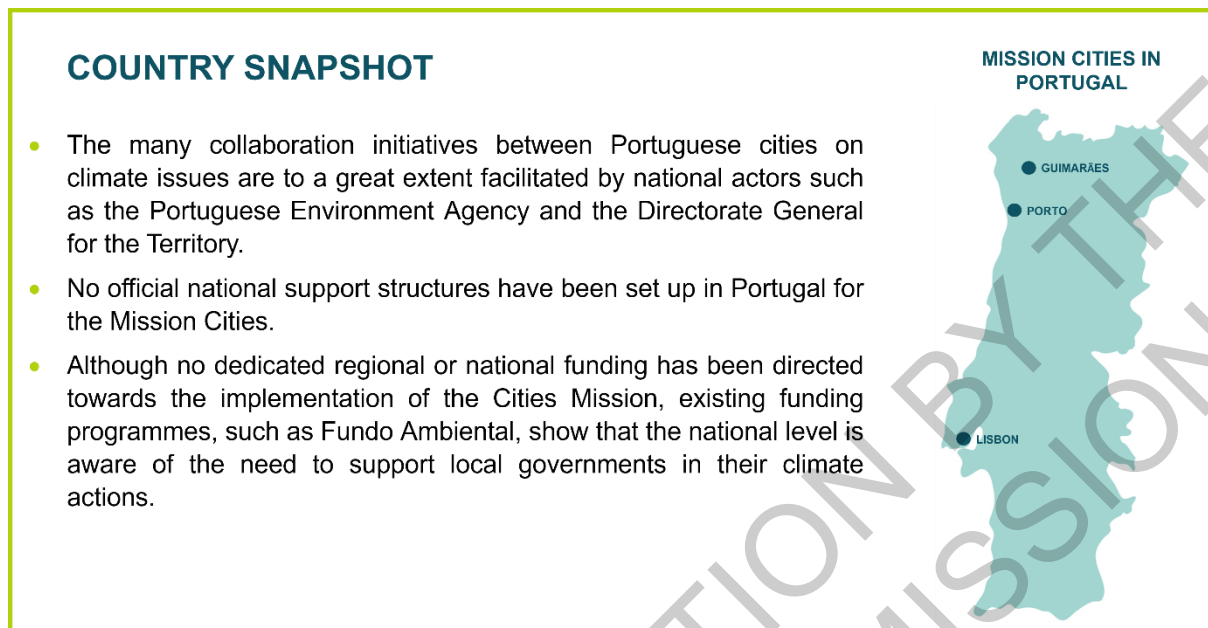 COUNTRY SNAPSHOT
• The many collaboration initiatives between Portuguese cities on
climate issues are to a great extent facilitated by national actors such
as the Portuguese Environment Agency and the Directorate General
for the Territory.
• No official national support structures have been set up in Portugal for
the Mission Cities.
• Although no dedicated regional or national funding has been directed
towards the implementation of the Cities Mission, existing funding
programmes, such as Fundo Ambiental, show that the national level is
aware of the need to support local governments in their climate
actions.
MISSION CITIES IN
PORTUGAL
GUIMARÃES
PORTO
LISBON
TION BY THE
MISSION